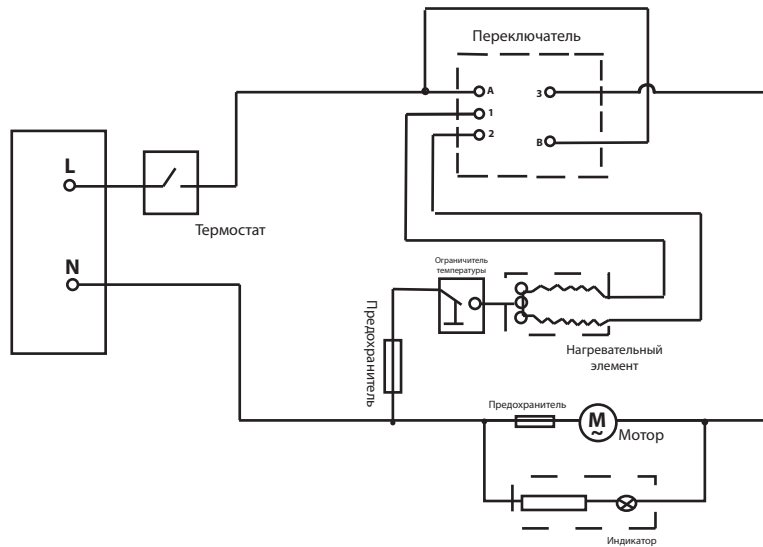 Переключатель
A
3
1
2
B
L
Термостат
N
Ограничитель
температуры
Предохранитель
Нагревательный
элемент
Предохранитель
M
~
Мотор
Индикатор